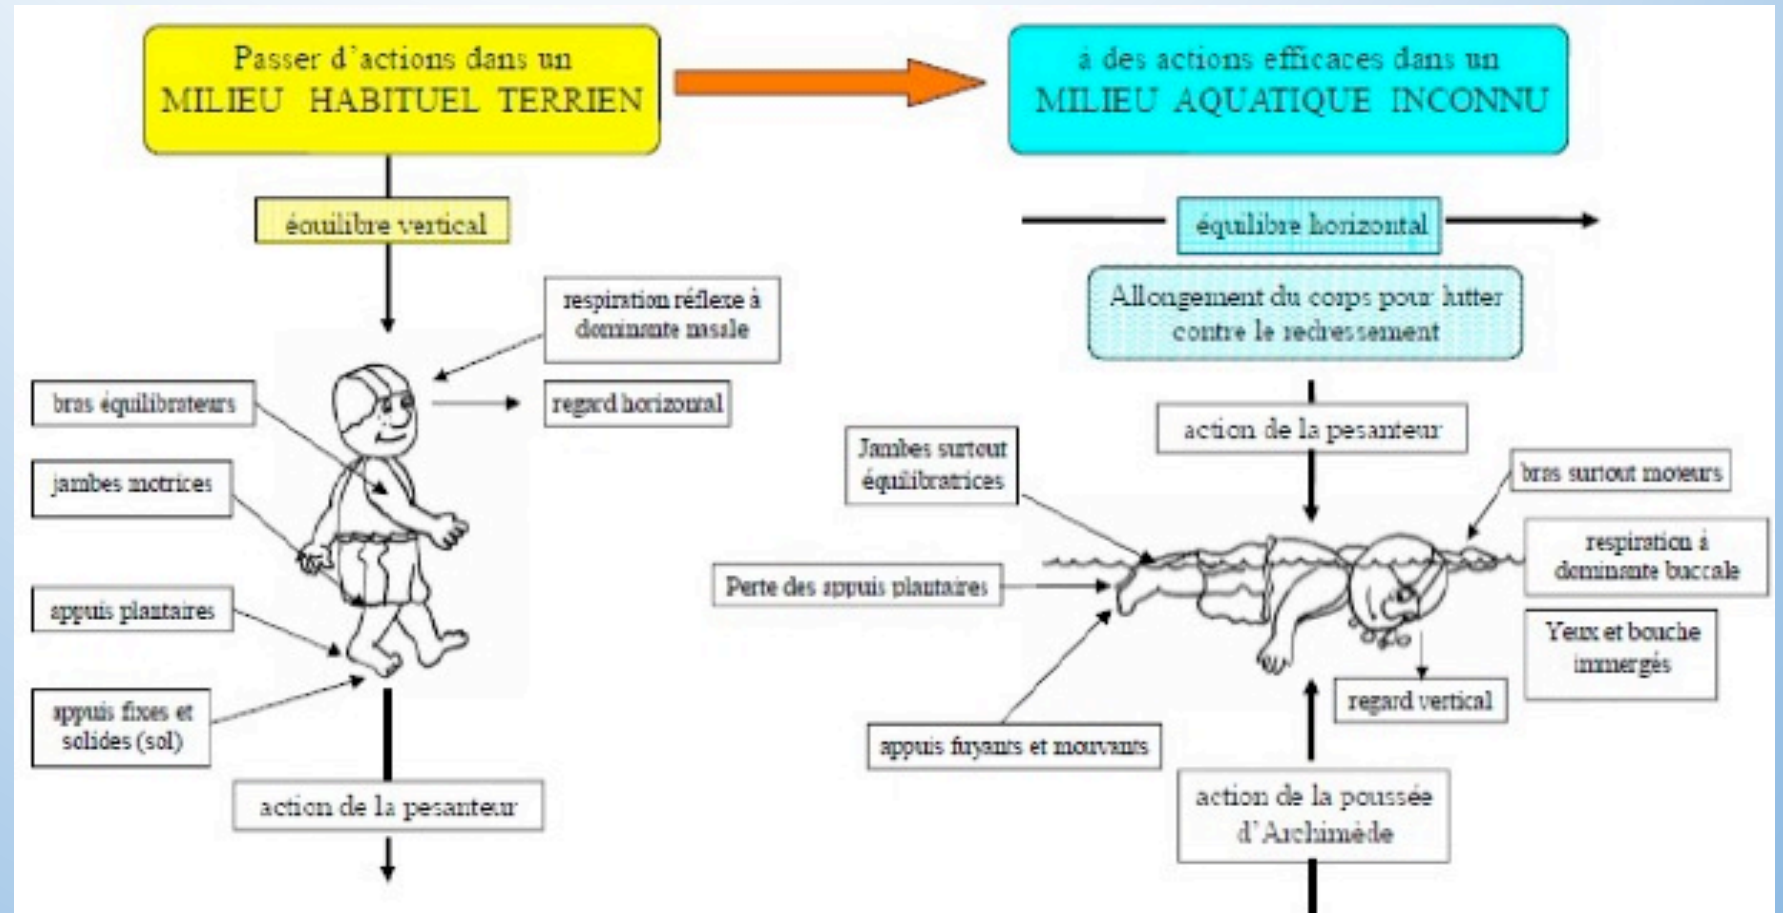 Passer d'actions dans un
MILIEU HABITUEL TERRIEN
à des actions efficaces dans un
MILIEU AQUATIQUE INCONNU
équilibre vertical
respiration réflexe à
dominante nasale
regard horizontal
bras équilibrateurs
jambes motrices
appuis plantaires
appuis fixes et
solides (sol)
action de la pesanteur
équilibre horizontal
Allongement du corps pour lutter
contre le redressement
action de la pesanteur
Jambes surtout
équilibratrices
bras surtout moteurs
respiration à
dominante buccale
Perte des appuis plantaires
Yeux et bouche
immergés
regard vertical
appuis fuyants et mouvants
action de la poussée
d'Archimède